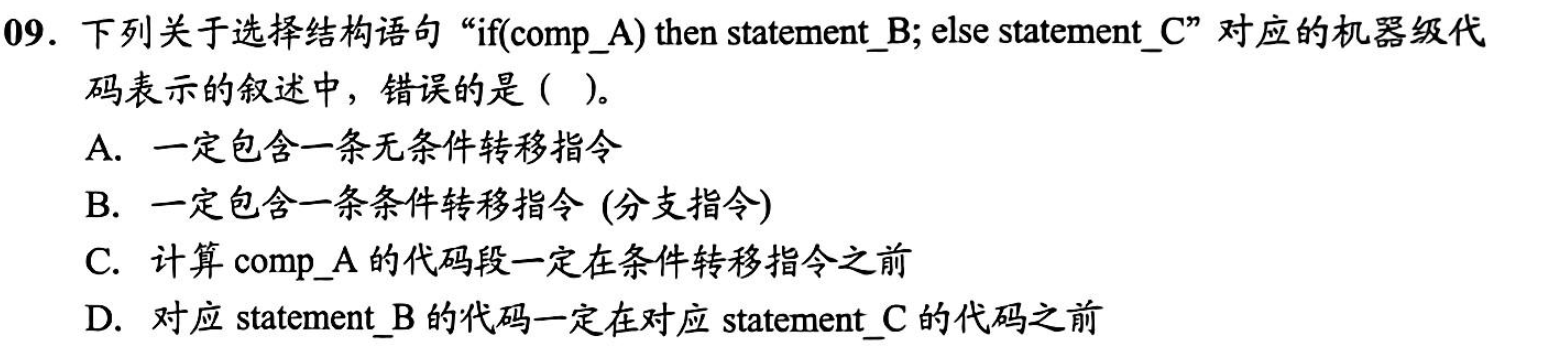 09. 下列关于选择结构语句“if(comp_A) then statement_B; else statement_C”对应的机器级代
码表示的叙述中，错误的是（ ）。
A. 一定包含一条无条件转移指令
B. 一定包含一条条件转移指令 (分支指令)
C. 计算 comp_A 的代码段一定在条件转移指令之前
D. 对应 statement_B 的代码一定在对应 statement_C 的代码之前